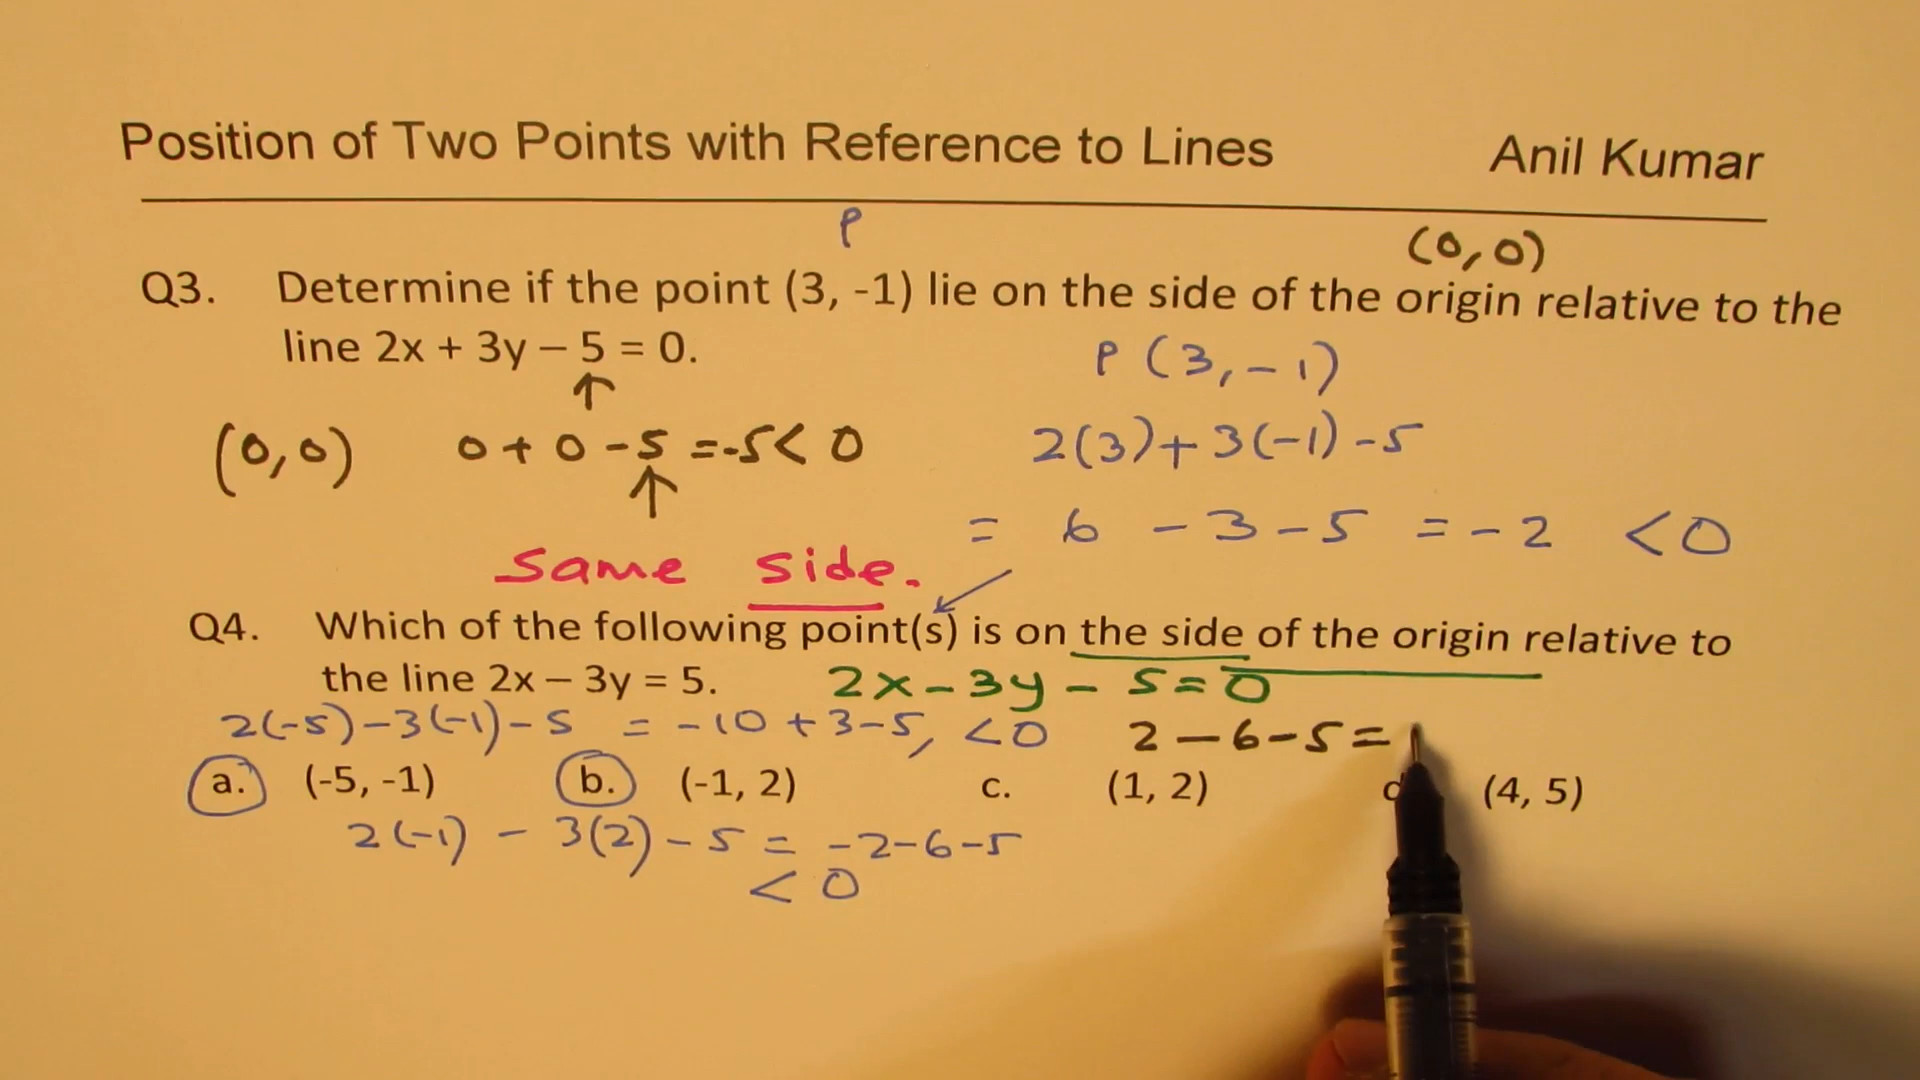 Position of Two Points with Reference to Lines Anil Kumar
P (0,0)
Q3. Determine if the point (3, -1) lie on the side of the origin relative to the
line 2x + 3y – 5 = 0.
P (3, -1)
(0,0) 0 + 0 - 5 = -5 < 0 2(3) + 3(-1) - 5
= 6 - 3 - 5 = - 2 < 0
Same side.
Q4. Which of the following point(s) is on the side of the origin relative to
the line 2x – 3y = 5. 2x - 3y - 5 = 0
2(-5) - 3(-1) - 5 = -10 + 3 - 5, < 0 2 - 6 - 5 =
a. (-5, -1) b. (-1, 2) c. (1, 2) d (4, 5)
2(-1) - 3(2) - 5 = -2 - 6 - 5
< 0